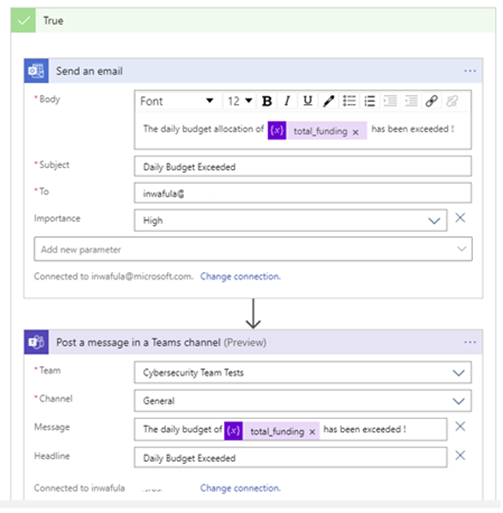 True
Send an email
* Body
Font 12 B I U
The daily budget allocation of {x} total_funding × has been exceeded !
* Subject Daily Budget Exceeded
* To inwafula@
Importance High
Add new parameter
Connected to inwafula@microsoft.com. Change connection.
Post a message in a Teams channel (Preview)
* Team Cybersecurity Team Tests
* Channel General
Message The daily budget of {x} total_funding × has been exceeded !
Headline Daily Budget Exceeded
Connected to inwafula Change connection.